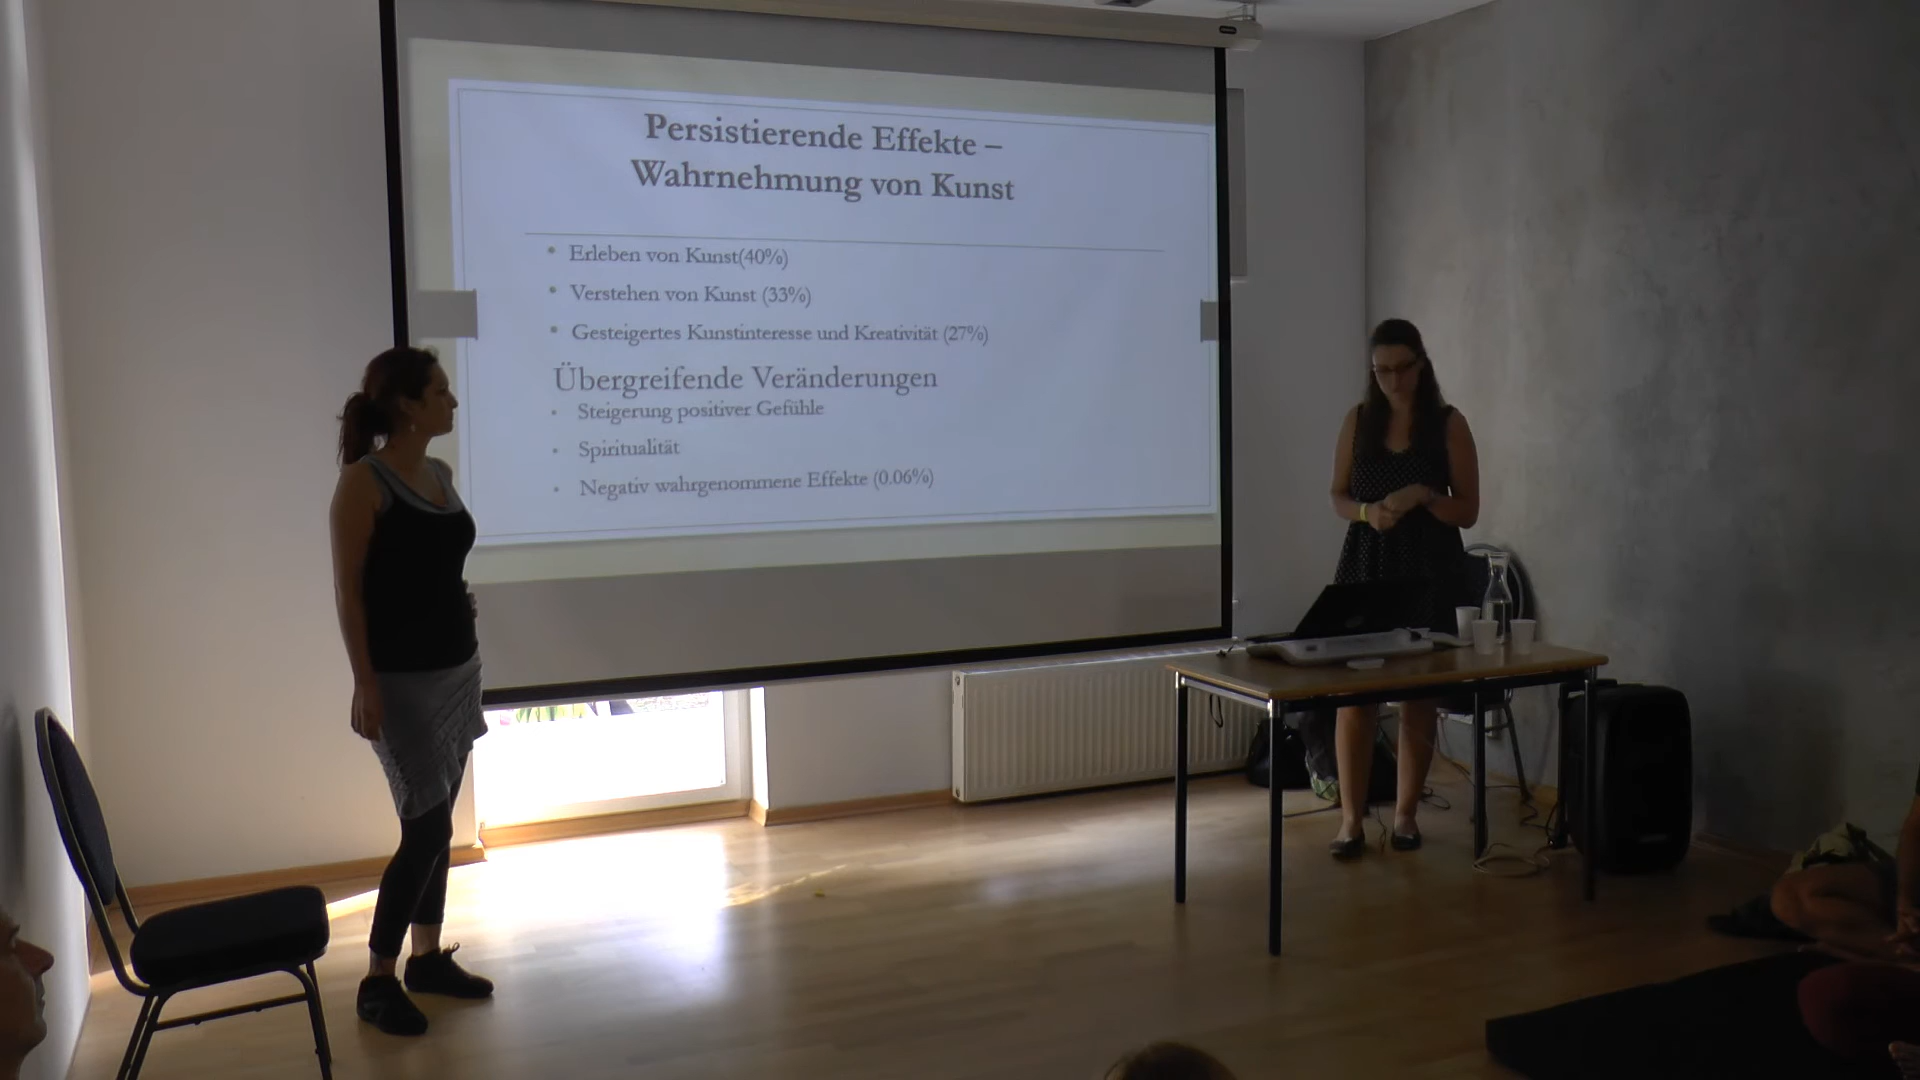 Persistierende Effekte –
Wahrnehmung von Kunst
• Erleben von Kunst(40%)
• Verstehen von Kunst (33%)
• Gesteigertes Kunstinteresse und Kreativität (27%)
Übergreifende Veränderungen
• Steigerung positiver Gefühle
• Spiritualität
• Negativ wahrgenommene Effekte (0.06%)